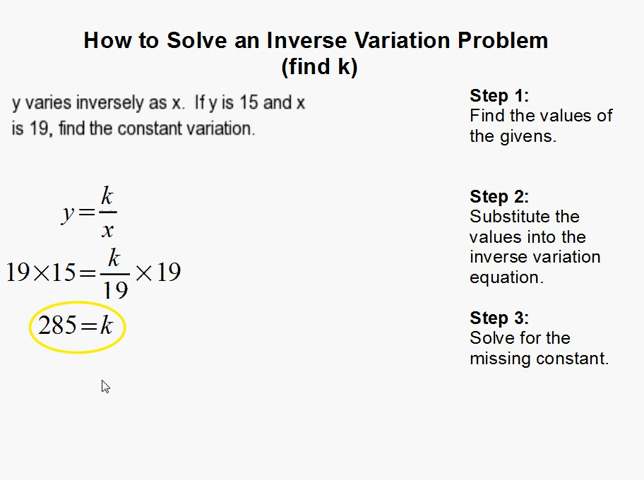 How to Solve an Inverse Variation Problem
(find k)
y varies inversely as x. If y is 15 and x
is 19, find the constant variation.
y=k/x
19×15=k/19×19
285=k
Step 1:
Find the values of
the givens.
Step 2:
Substitute the
values into the
inverse variation
equation.
Step 3:
Solve for the
missing constant.